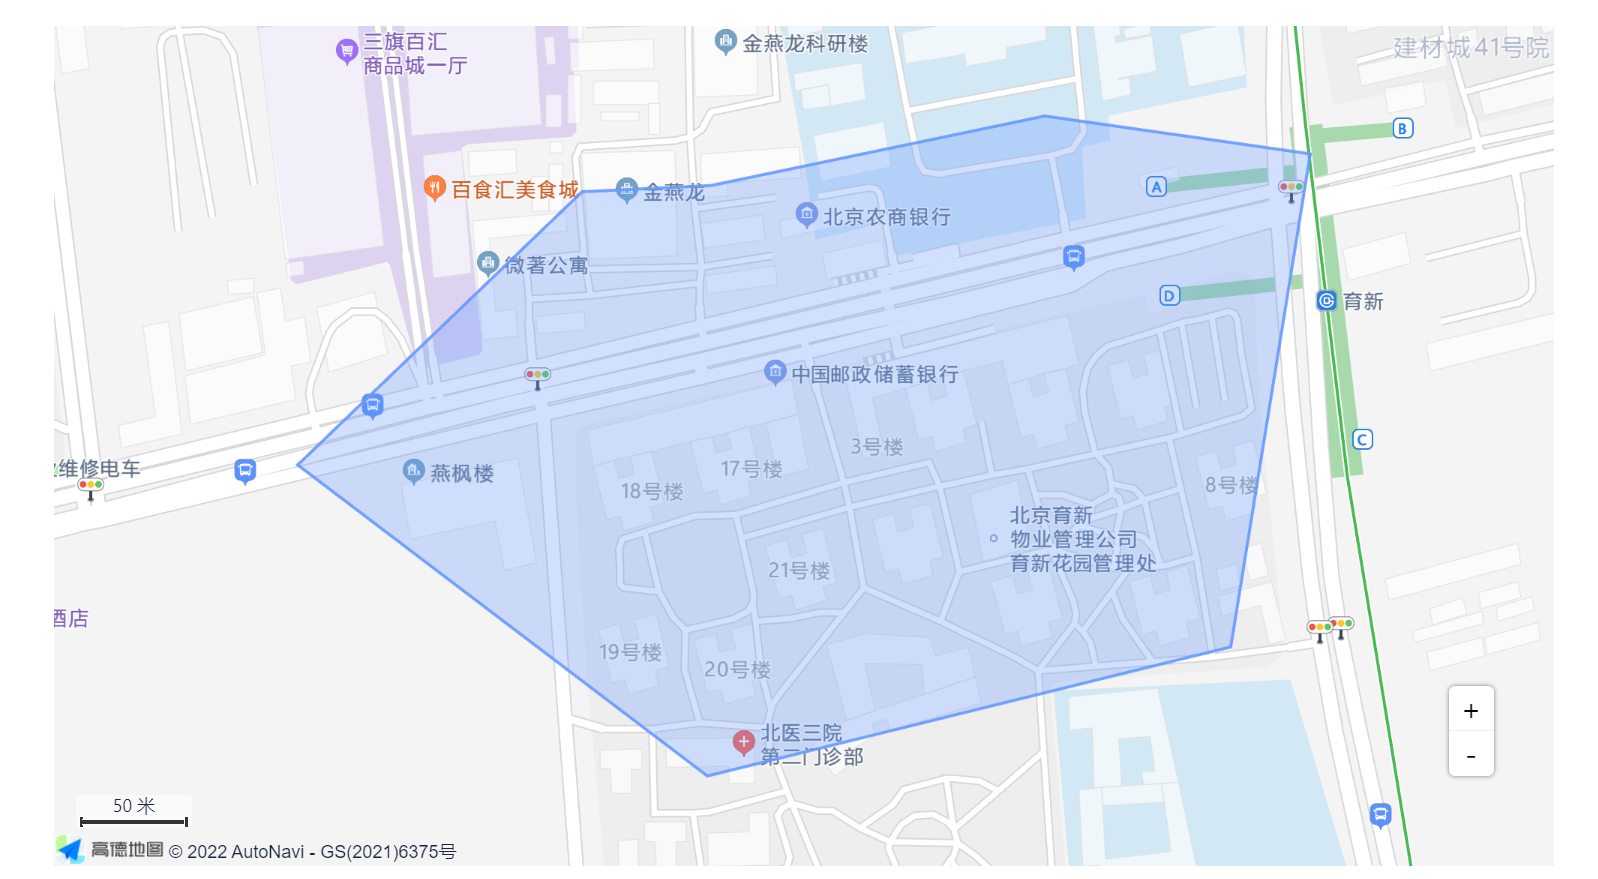 三旗百汇
商品城一厅
金燕龙科研楼
建材城41号院
B
百食汇美食城
金燕龙
A
北京农商银行
微著公寓
D
育新
中国邮政储蓄银行
3号楼
C
维修电车
燕枫楼
17号楼
18号楼
8号楼
北京育新
物业管理公司
育新花园管理处
21号楼
酒店
19号楼
20号楼
北医三院
第二门诊部
+
-
50 米
高德地图 © 2022 AutoNavi - GS(2021)6375号